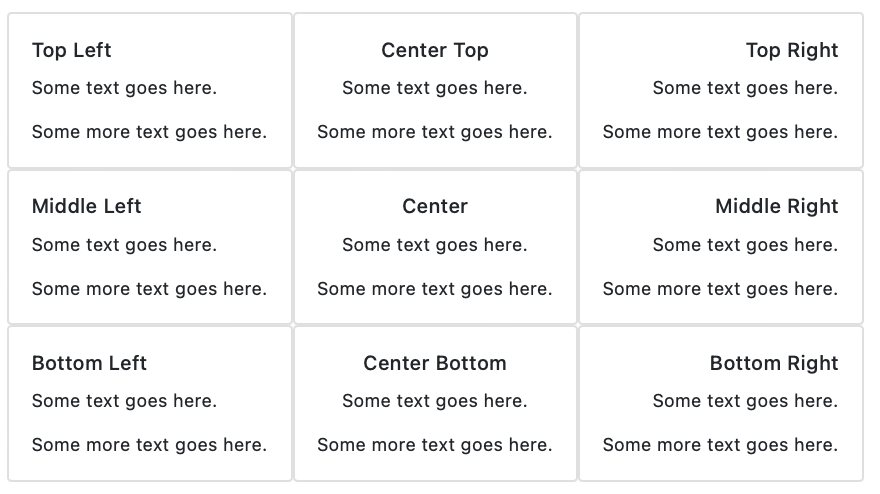 Top Left
Some text goes here.
Some more text goes here.
Center Top
Some text goes here.
Some more text goes here.
Top Right
Some text goes here.
Some more text goes here.
Middle Left
Some text goes here.
Some more text goes here.
Center
Some text goes here.
Some more text goes here.
Middle Right
Some text goes here.
Some more text goes here.
Bottom Left
Some text goes here.
Some more text goes here.
Center Bottom
Some text goes here.
Some more text goes here.
Bottom Right
Some text goes here.
Some more text goes here.